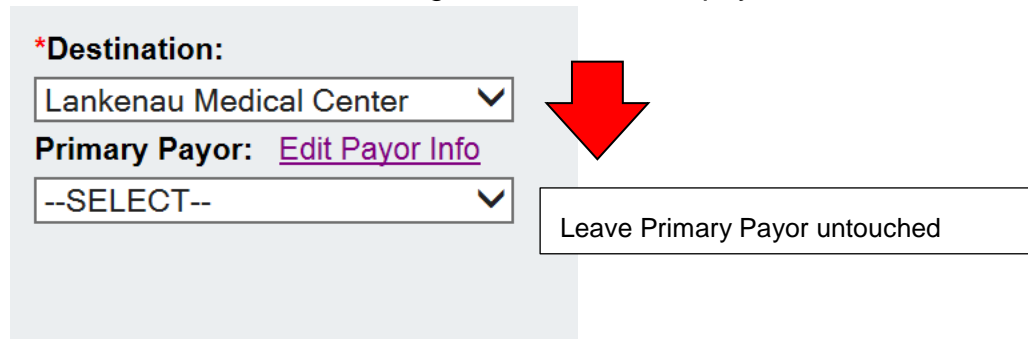 *Destination:
Lankenau Medical Center
Primary Payor: Edit Payor Info
--SELECT--
Leave Primary Payor untouched